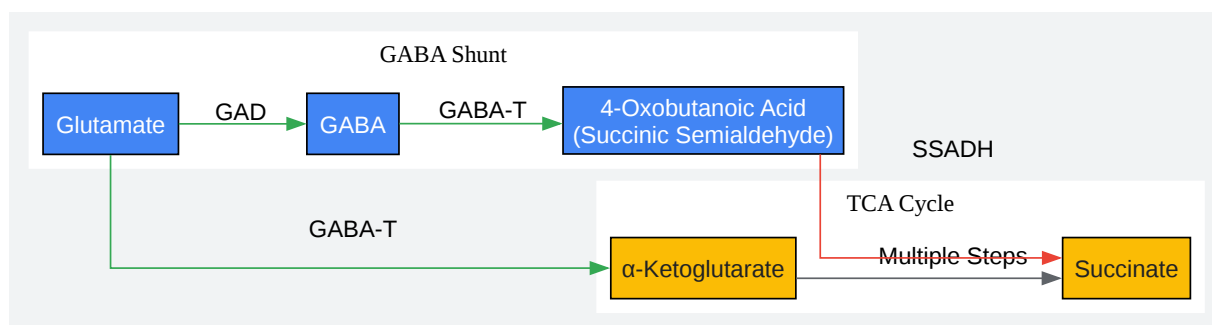 GABA Shunt
Glutamate
GAD
GABA
GABA-T
4-Oxobutanoic Acid
(Succinic Semialdehyde)
SSADH
TCA Cycle
GABA-T
α-Ketoglutarate
Multiple Steps
Succinate